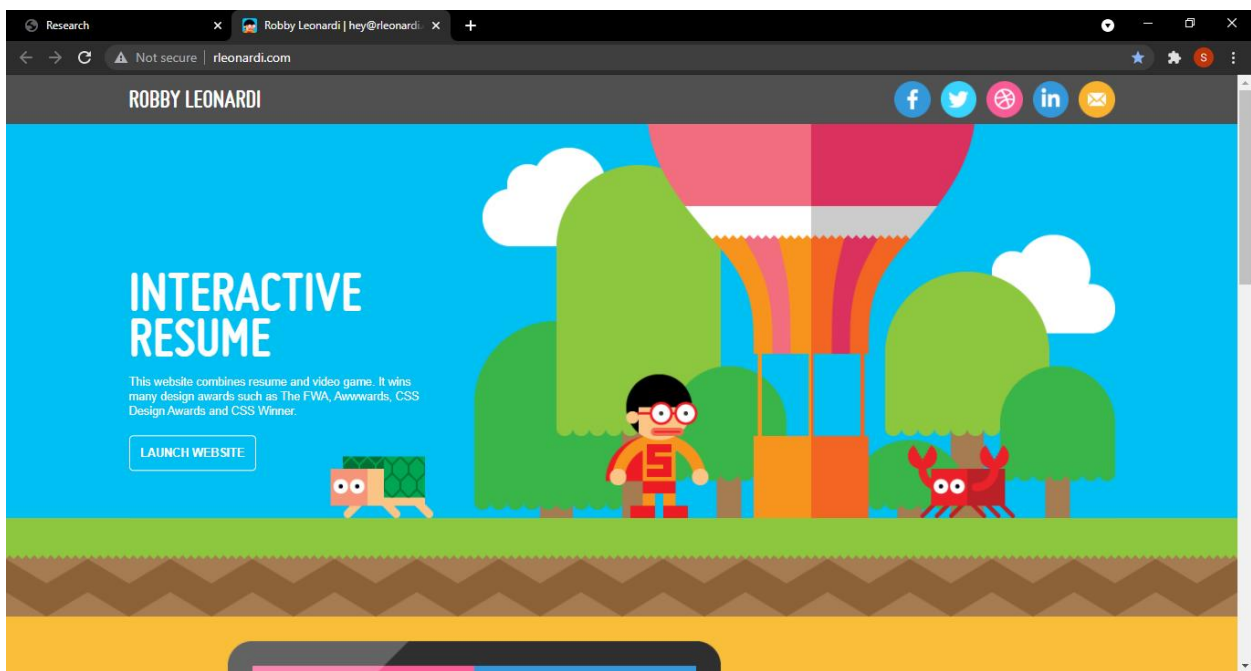 Research
Robby Leonardi | hey@rleonardi.
Not secure | rleonardi.com
S
ROBBY LEONARDI
INTERACTIVE
RESUME
This website combines resume and video game. It wins
many design awards such as The FWA, Awwwards, CSS
Design Awards and CSS Winner.
LAUNCH WEBSITE
S